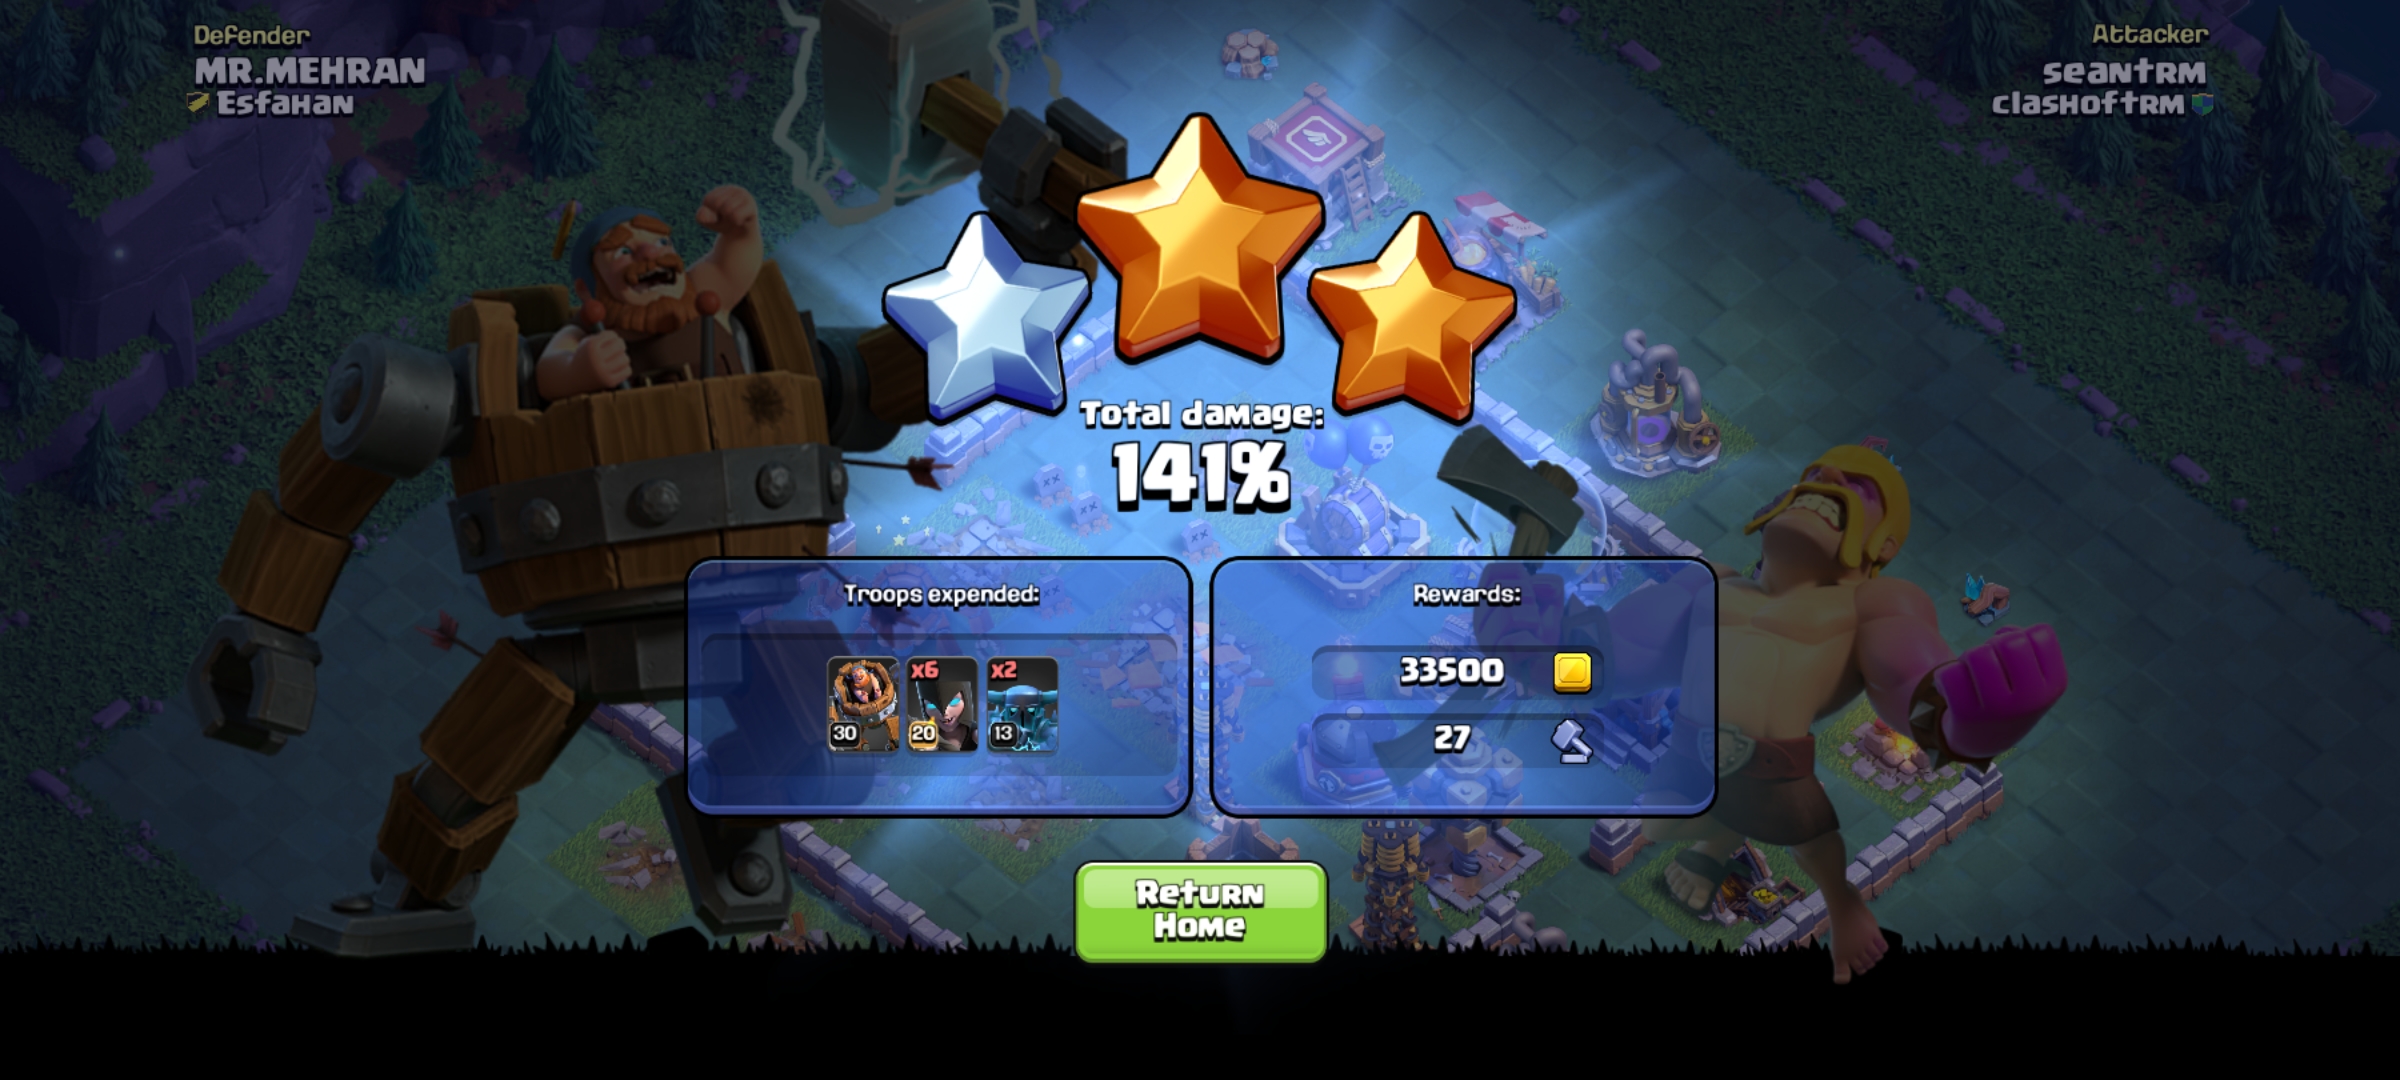 Defender
MR.MEHRAN
Esfahan
Attacker
seantrm
clashoftrm
Total damage:
141%
Troops expended:
30
x6
20
x2
13
Rewards:
33500
27
Return
Home